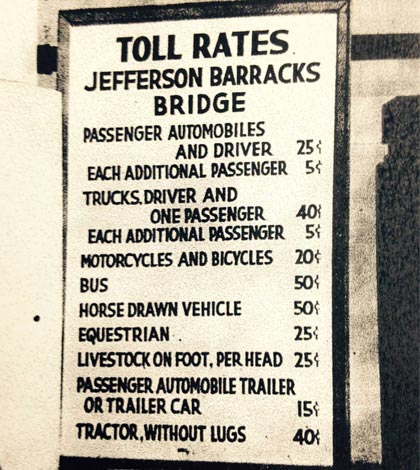 TOLL RATES
JEFFERSON BARRACKS
BRIDGE
PASSENGER AUTOMOBILES
AND DRIVER 25¢
EACH ADDITIONAL PASSENGER 5¢
TRUCKS, DRIVER AND
ONE PASSENGER 40¢
EACH ADDITIONAL PASSENGER 5¢
MOTORCYCLES AND BICYCLES 20¢
BUS 50¢
HORSE DRAWN VEHICLE 50¢
EQUESTRIAN 25¢
LIVESTOCK ON FOOT, PER HEAD 25¢
PASSENGER AUTOMOBILE TRAILER
OR TRAILER CAR 15¢
TRACTOR, WITHOUT LUGS 40¢